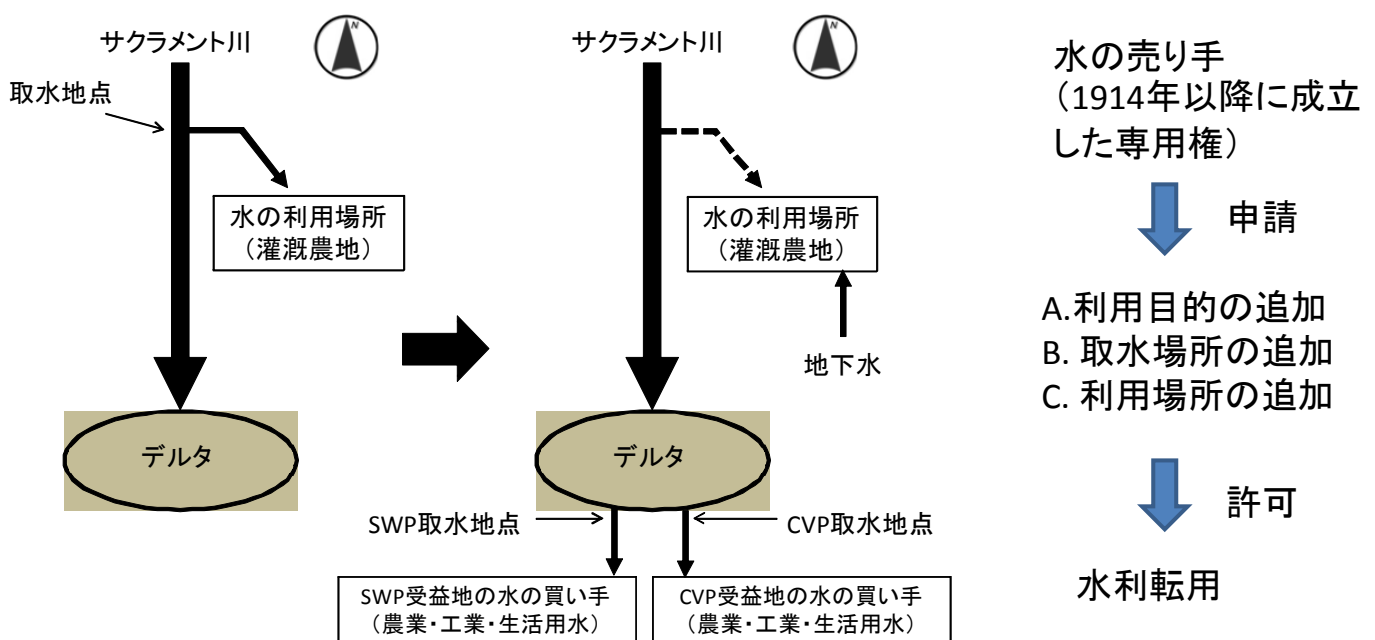 サクラメント川
N
取水地点
水の利用場所
（灌漑農地）
デルタ
サクラメント川
N
水の利用場所
（灌漑農地）
地下水
デルタ
SWP取水地点
CVP取水地点
SWP受益地の水の買い手
（農業・工業・生活用水）
CVP受益地の水の買い手
（農業・工業・生活用水）
水の売り手
（1914年以降に成立
した専用権）
申請
A.利用目的の追加
B. 取水場所の追加
C. 利用場所の追加
許可
水利転用